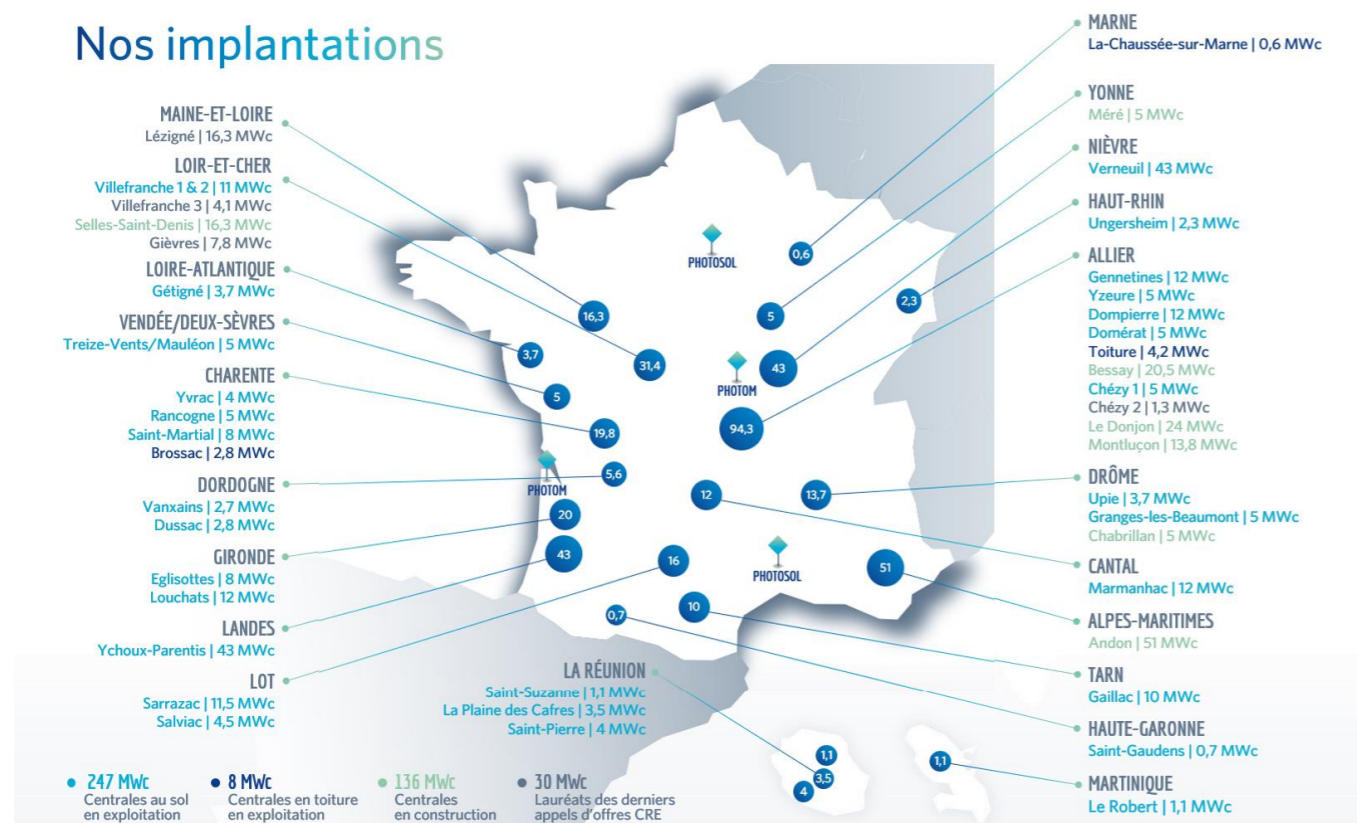 Nos implantations
MAINE-ET-LOIRE
Lézigné | 16,3 MWc
LOIR-ET-CHER
Villefranche 1 & 2 | 11 MWc
Villefranche 3 | 4,1 MWc
Selles-Saint-Denis | 16,3 MWc
Gièvres | 7,8 MWc
LOIRE-ATLANTIQUE
Gétigné | 3,7 MWc
VENDÉE/DEUX-SÈVRES
Treize-Vents/Mauléon | 5 MWc
CHARENTE
Yvrac | 4 MWc
Rancogne | 5 MWc
Saint-Martial | 8 MWc
Brossac | 2,8 MWc
DORDOGNE
Vanxains | 2,7 MWc
Dussac | 2,8 MWc
GIRONDE
Eglisottes | 8 MWc
Louchats | 12 MWc
LANDES
Ychoux-Parentis | 43 MWc
LOT
Sarrazac | 11,5 MWc
Salviac | 4,5 MWc
PHOTOSOL
0,6
2,3
16,3
5
3,7
31,4
PHOTOM
43
5
19,8
94,3
PHOTOM
5,6
12
13,7
20
43
16
PHOTOSOL
51
0,7
10
MARNE
La-Chaussée-sur-Marne | 0,6 MWc
YONNE
Méré | 5 MWc
NIÈVRE
Verneuil | 43 MWc
HAUT-RHIN
Ungersheim | 2,3 MWc
ALLIER
Gennetines | 12 MWc
Yzeure | 5 MWc
Dompierre | 12 MWc
Domérat | 5 MWc
Toiture | 4,2 MWc
Bessay | 20,5 MWc
Chézy 1 | 5 MWc
Chézy 2 | 1,3 MWc
Le Donjon | 24 MWc
Montluçon | 13,8 MWc
DRÔME
Upie | 3,7 MWc
Granges-les-Beaumont | 5 MWc
Chabrillan | 5 MWc
CANTAL
Marmanhac | 12 MWc
ALPES-MARITIMES
Andon | 51 MWc
TARN
Gaillac | 10 MWc
HAUTE-GARONNE
Saint-Gaudens | 0,7 MWc
MARTINIQUE
Le Robert | 1,1 MWc
LA RÉUNION
Saint-Suzanne | 1,1 MWc
La Plaine des Cafres | 3,5 MWc
Saint-Pierre | 4 MWc
1,1
3,5
4
1,1
247 MWc
Centrales au sol
en exploitation
8 MWc
Centrales en toiture
en exploitation
136 MWc
Centrales
en construction
30 MWc
Lauréats des derniers
appels d'offres CRE